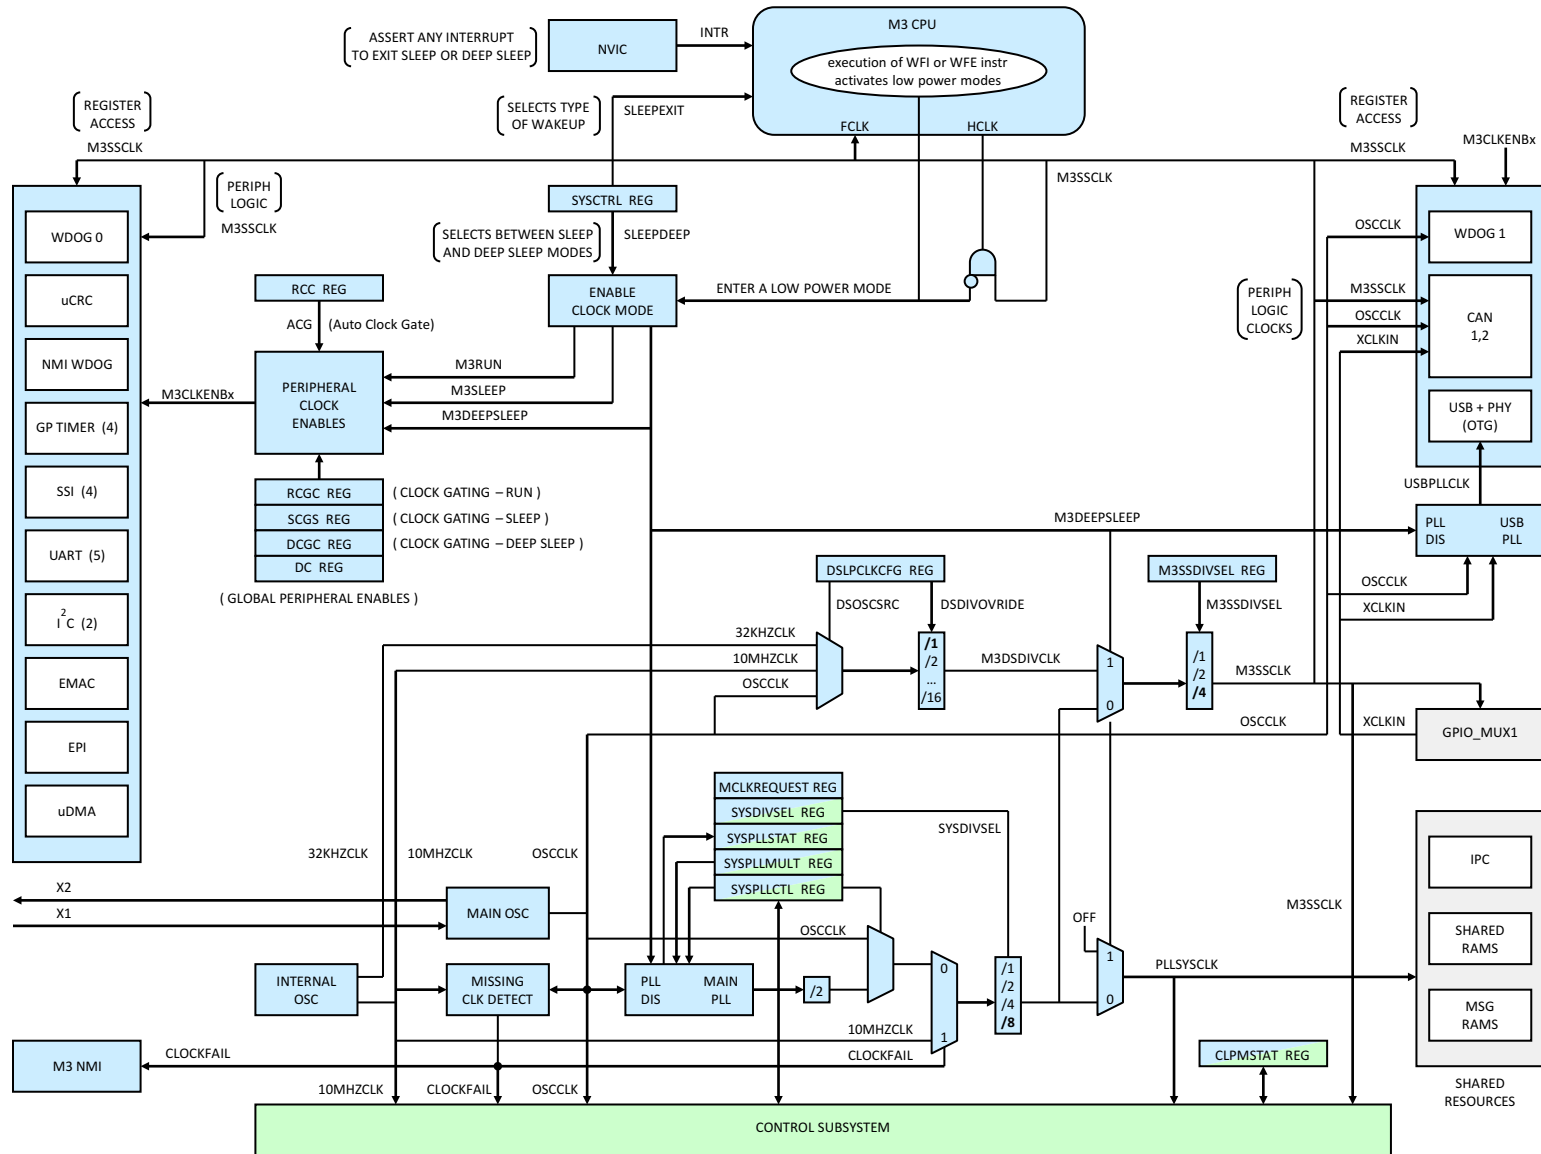 M3 CPU
execution of WFI or WFE instr
activates low power modes
FCLK
HCLK
NVIC
INTR
ASSERT ANY INTERRUPT
TO EXIT SLEEP OR DEEP SLEEP
SELECTS TYPE
OF WAKEUP
SLEEPEXIT
REGISTER
ACCESS
M3SSCLK
PERIPH
LOGIC
M3SSCLK
SYSCTRL REG
SELECTS BETWEEN SLEEP
AND DEEP SLEEP MODES
SLEEPDEEP
M3SSCLK
REGISTER
ACCESS
M3SSCLK
M3CLKENBx
WDOG 0
uCRC
NMI WDOG
GP TIMER (4)
SSI (4)
UART (5)
I2C (2)
EMAC
EPI
uDMA
RCC REG
ACG
(Auto Clock Gate)
ENABLE
CLOCK MODE
ENTER A LOW POWER MODE
PERIPHERAL
CLOCK
ENABLES
M3CLKENBx
M3RUN
M3SLEEP
M3DEEPSLEEP
RCGC REG
( CLOCK GATING – RUN )
SCGS REG
( CLOCK GATING – SLEEP )
DCGC REG
( CLOCK GATING – DEEP SLEEP )
DC REG
( GLOBAL PERIPHERAL ENABLES )
OSCCLK
WDOG 1
PERIPH
LOGIC
CLOCKS
M3SSCLK
OSCCLK
XCLKIN
CAN
1,2
USB + PHY
(OTG)
USBPLLCLK
M3DEEPSLEEP
PLL
DIS
USB
PLL
OSCCLK
XCLKIN
DSLPCLKCFG REG
DSOSCSRC
DSDIVOVRIDE
M3SSDIVSEL REG
M3SSDIVSEL
32KHZCLK
10MHZCLK
OSCCLK
/1
/2
...
/16
M3DSDIVCLK
1
0
/1
/2
/4
M3SSCLK
OSCCLK
XCLKIN
GPIO_MUX1
MCLKREQUEST REG
SYSDIVSEL REG
SYSPLLSTAT REG
SYSPLLMULT REG
SYSPLLCTL REG
SYSDIVSEL
32KHZCLK
10MHZCLK
OSCCLK
X2
X1
MAIN OSC
OSCCLK
INTERNAL
OSC
MISSING
CLK DETECT
PLL
DIS
MAIN
PLL
/2
0
1
/1
/2
/4
/8
OFF
1
0
PLLSYSCLK
M3SSCLK
IPC
SHARED
RAMS
MSG
RAMS
SHARED
RESOURCES
10MHZCLK
CLOCKFAIL
M3 NMI
CLOCKFAIL
CLPMSTAT REG
10MHZCLK
CLOCKFAIL
OSCCLK
CONTROL SUBSYSTEM